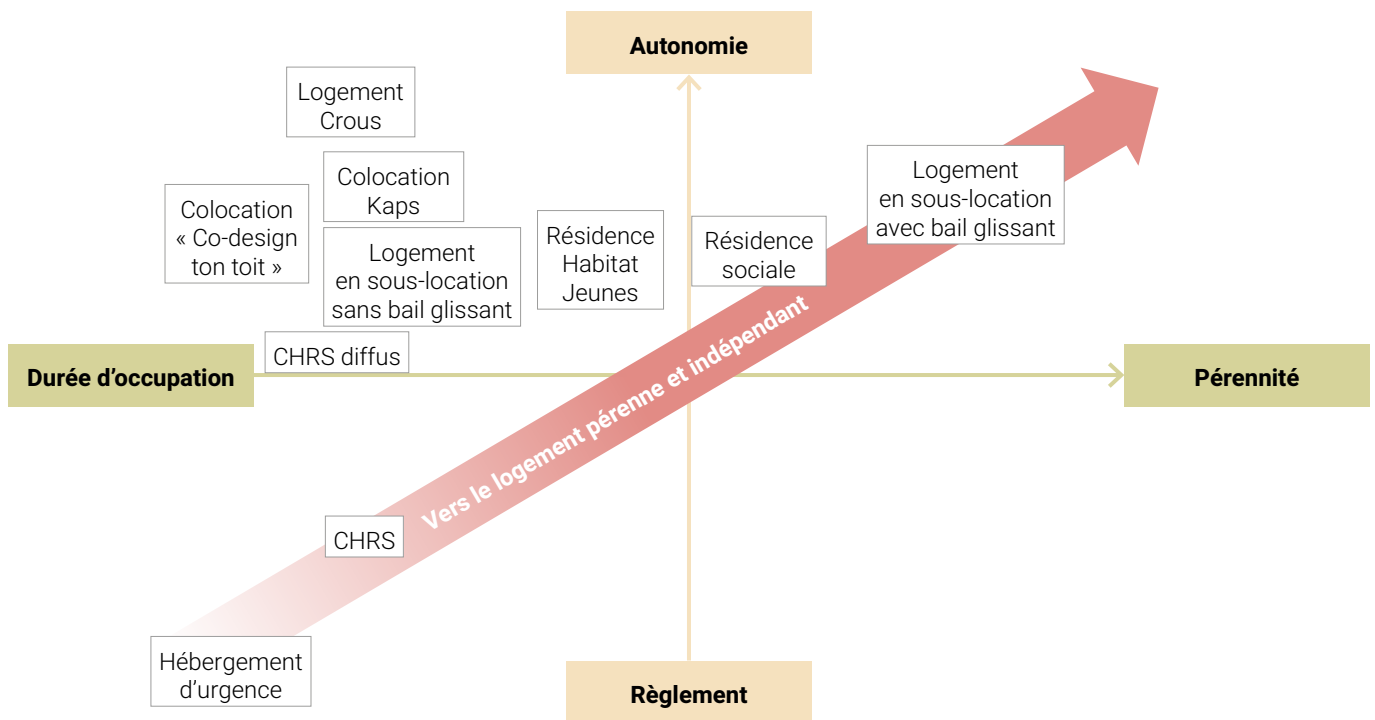 Autonomie
Logement
Crous
Colocation
Kaps
Colocation
« Co-design
ton toit »
Logement
en sous-location
sans bail glissant
Résidence
Habitat
Jeunes
Résidence
sociale
Logement
en sous-location
avec bail glissant
CHRS diffus
Durée d’occupation
Pérennité
Vers le logement pérenne et indépendant
CHRS
Hébergement
d’urgence
Règlement